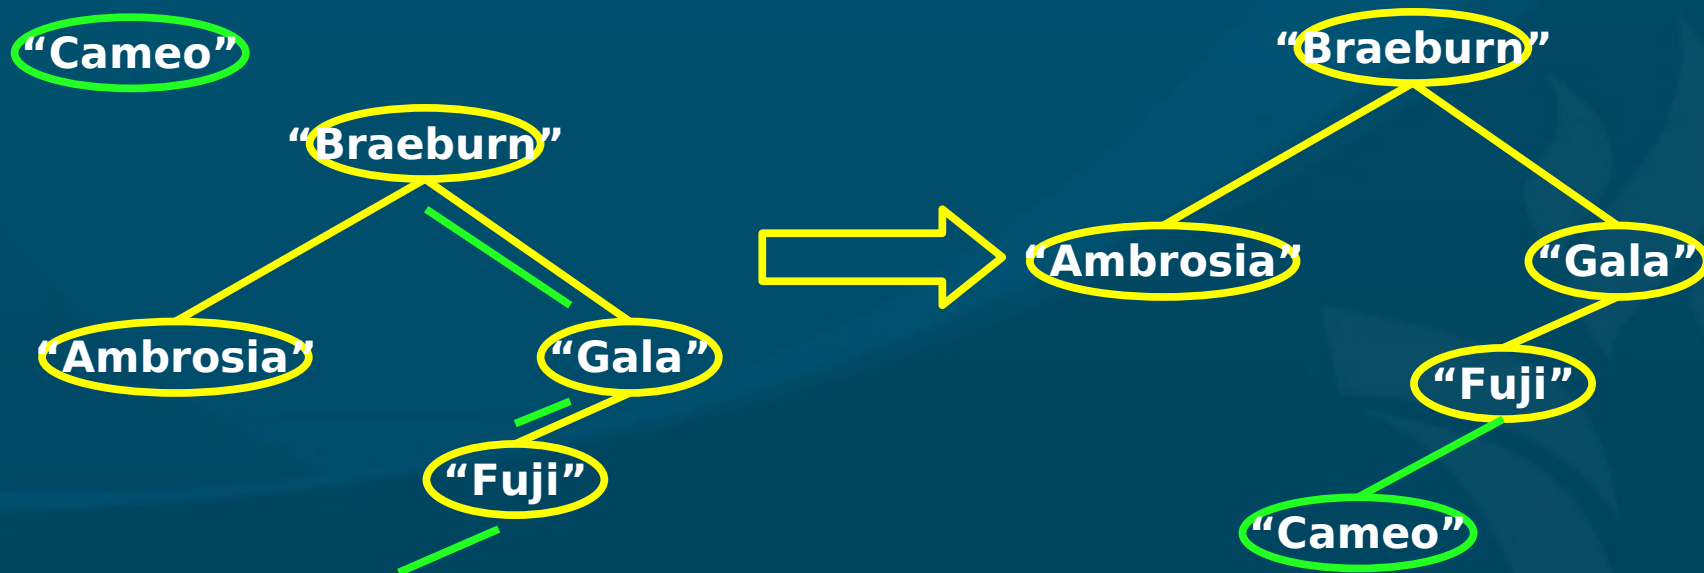 “Cameo”
“Braeburn”
“Ambrosia”
“Gala”
“Fuji”
“Braeburn”
“Ambrosia”
“Gala”
“Fuji”
“Cameo”